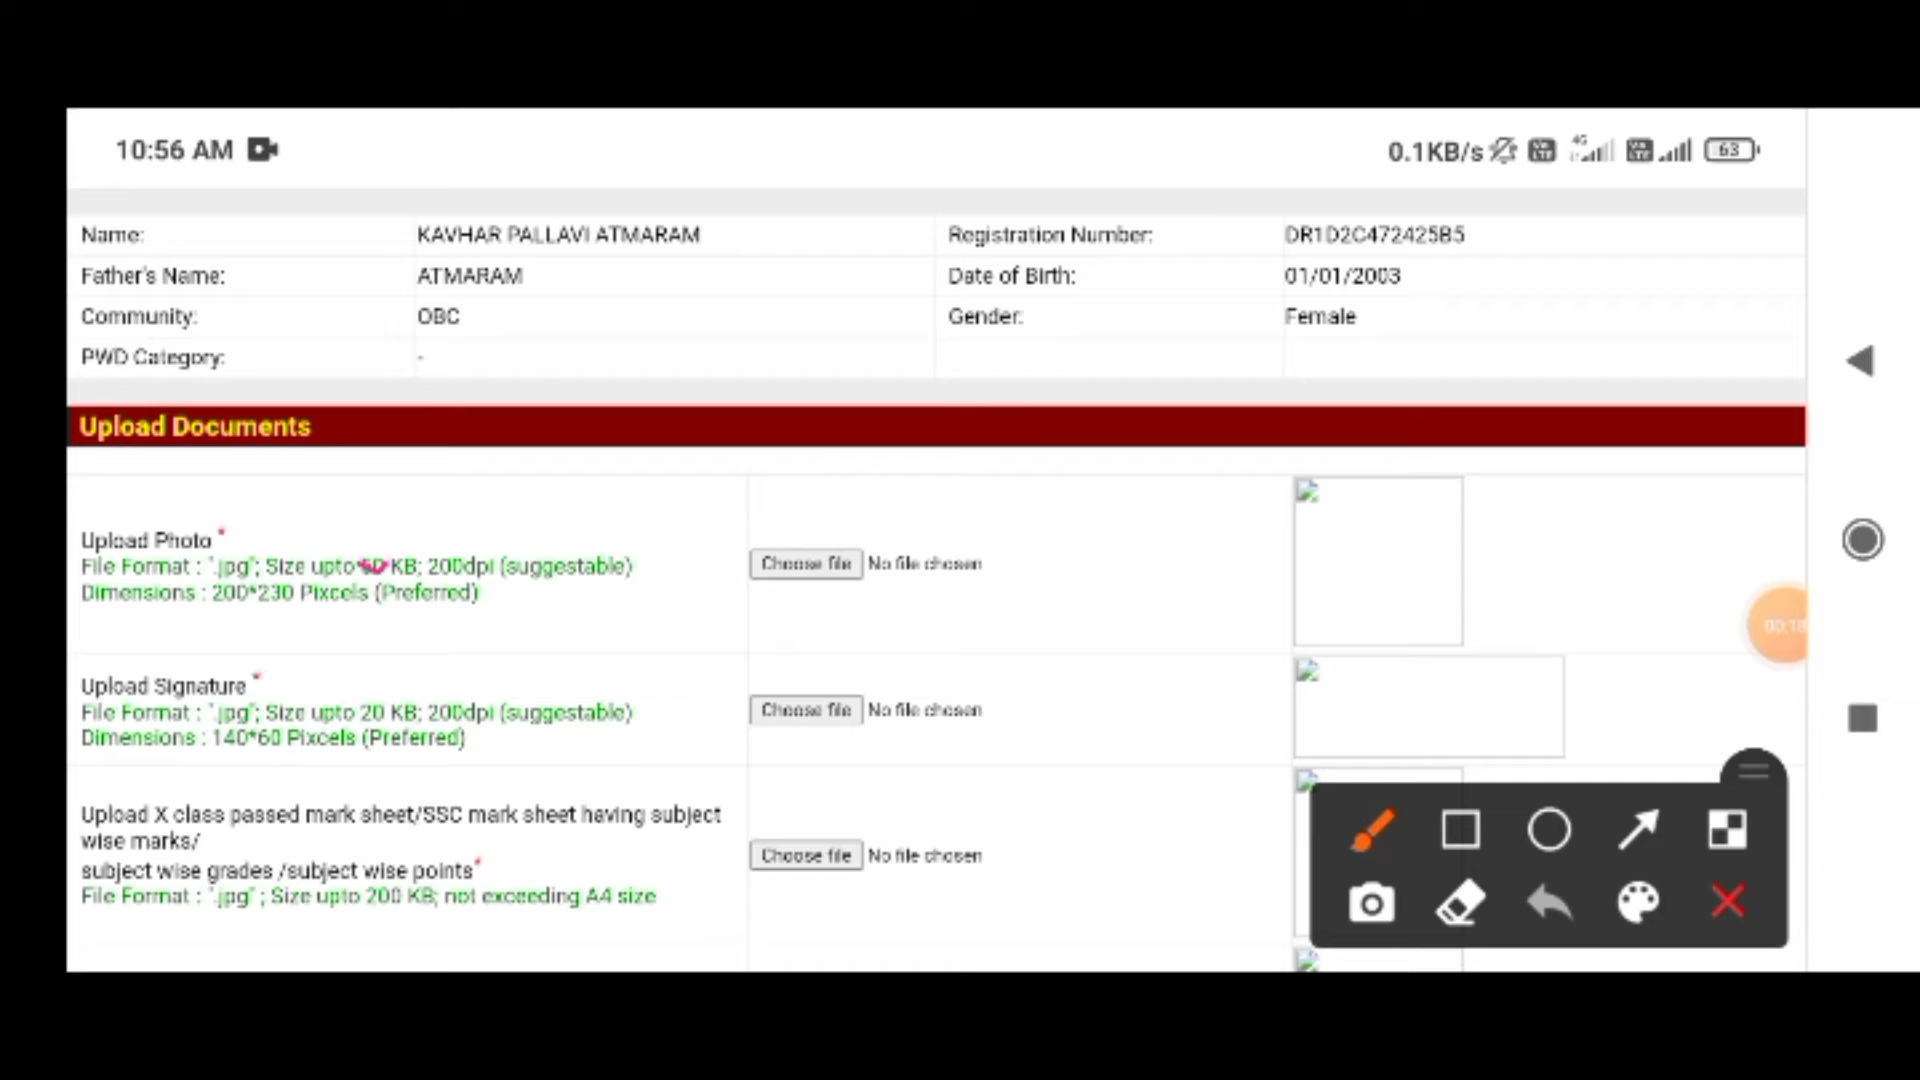 10:56 AM 0.1KB/s 4G 63
Name: KAVHAR PALLAVI ATMARAM Registration Number: DR1D2C472425B5
Father's Name: ATMARAM Date of Birth: 01/01/2003
Community: OBC Gender: Female
PWD Category: -
Upload Documents
Upload Photo *
File Format : ".jpg"; Size upto 50 KB; 200dpi (suggestable)
Dimensions : 200*230 Pixcels (Preferred)
Choose file No file chosen
00:18
Upload Signature *
File Format : ".jpg"; Size upto 20 KB; 200dpi (suggestable)
Dimensions : 140*60 Pixcels (Preferred)
Choose file No file chosen
Upload X class passed mark sheet/SSC mark sheet having subject
wise marks/
subject wise grades /subject wise points*
File Format : ".jpg" ; Size upto 200 KB; not exceeding A4 size
Choose file No file chosen